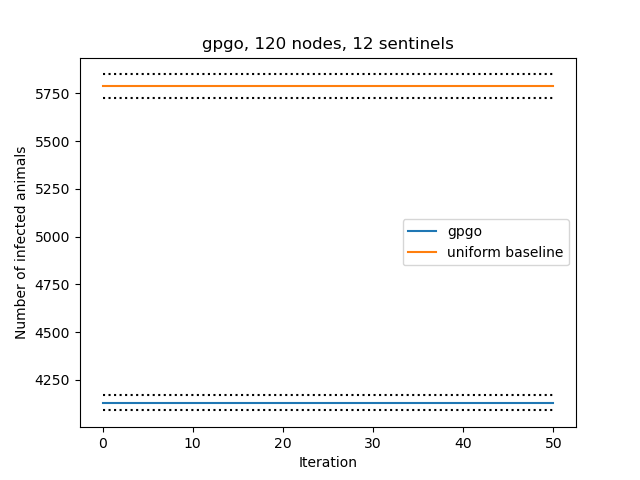 gpgo, 120 nodes, 12 sentinels
Number of infected animals
5750
5500
5250
5000
4750
4500
4250
gpgo
uniform baseline
0 10 20 30 40 50
Iteration